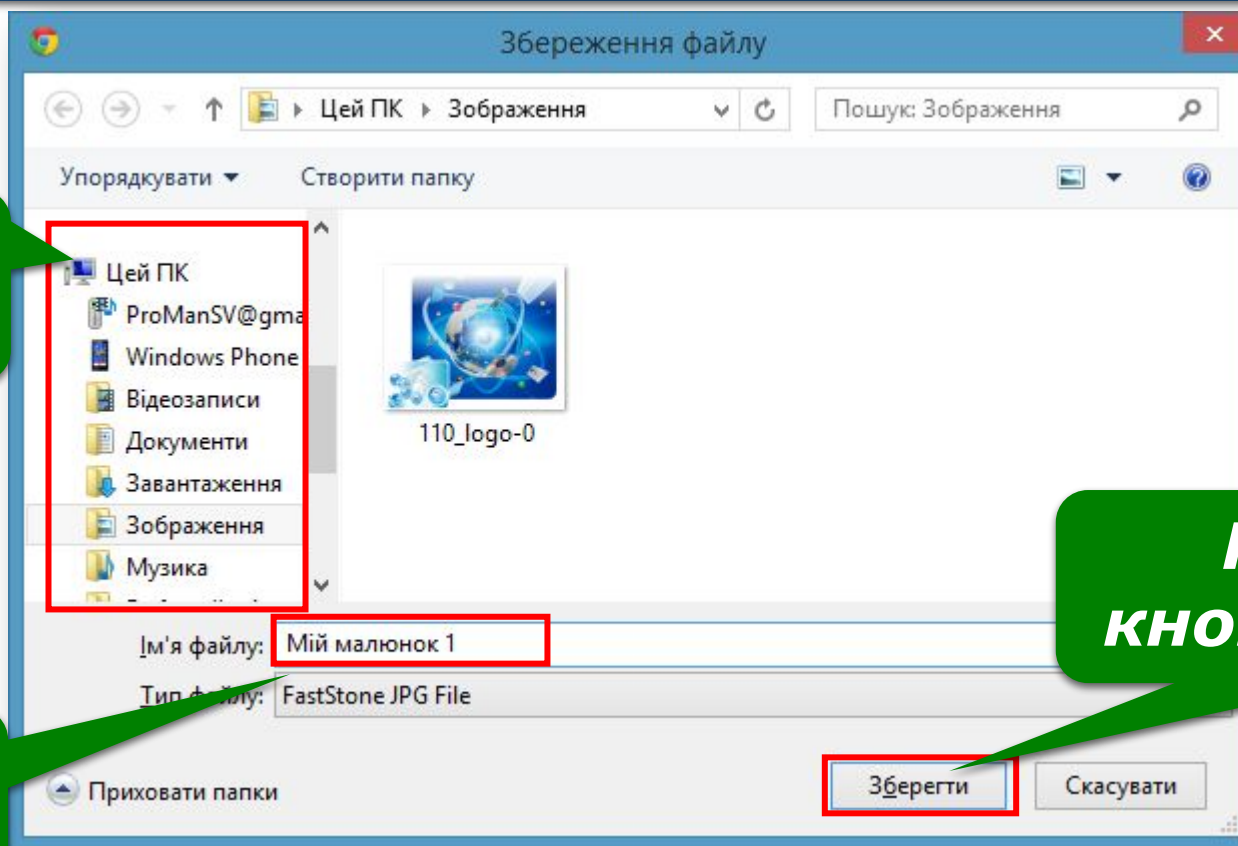 Збереження файлу
Цей ПК
Зображення
Пошук: Зображення
Упорядкувати
Створити папку
Цей ПК
ProManSV@gma
Windows Phone
Відеозаписи
Документи
Завантаження
Зображення
Музика
110_logo-0
Ім'я файлу: Мій малюнок 1
Тип файлу: FastStone JPG File
Приховати папки
Зберегти
Скасувати